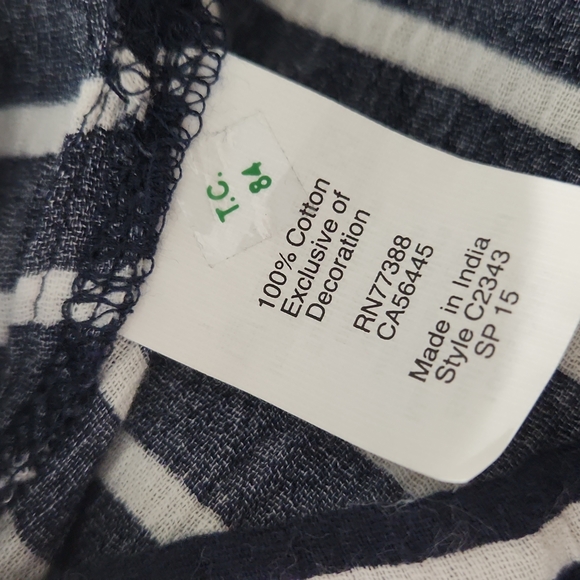 T.C.
84
100% Cotton
Exclusive of
Decoration
RN77388
CA56445
Made in India
Style C2343
SP 15